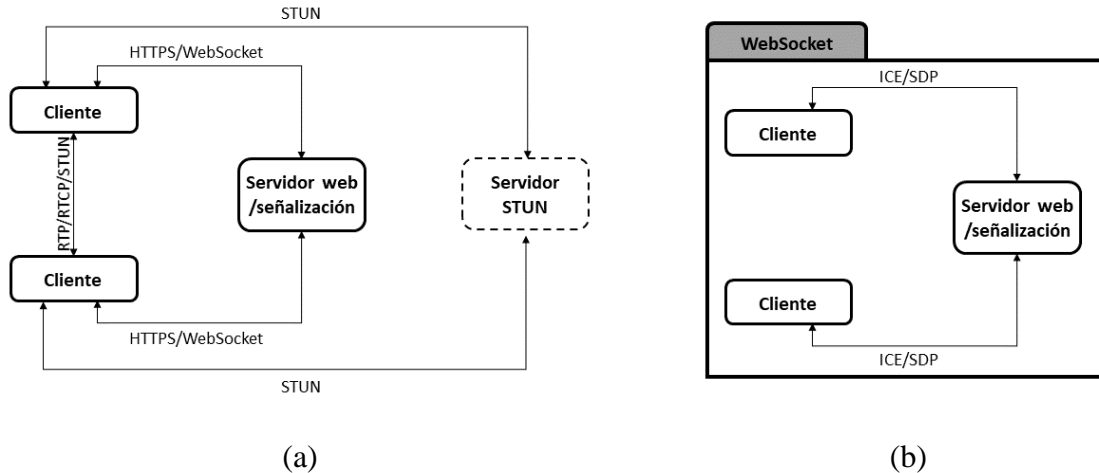 STUN
HTTPS/WebSocket
Cliente
RTP/RTCP/STUN
Servidor web
/señalización
Servidor
STUN
Cliente
HTTPS/WebSocket
STUN
(a)
WebSocket
ICE/SDP
Cliente
Servidor web
/señalización
Cliente
ICE/SDP
(b)